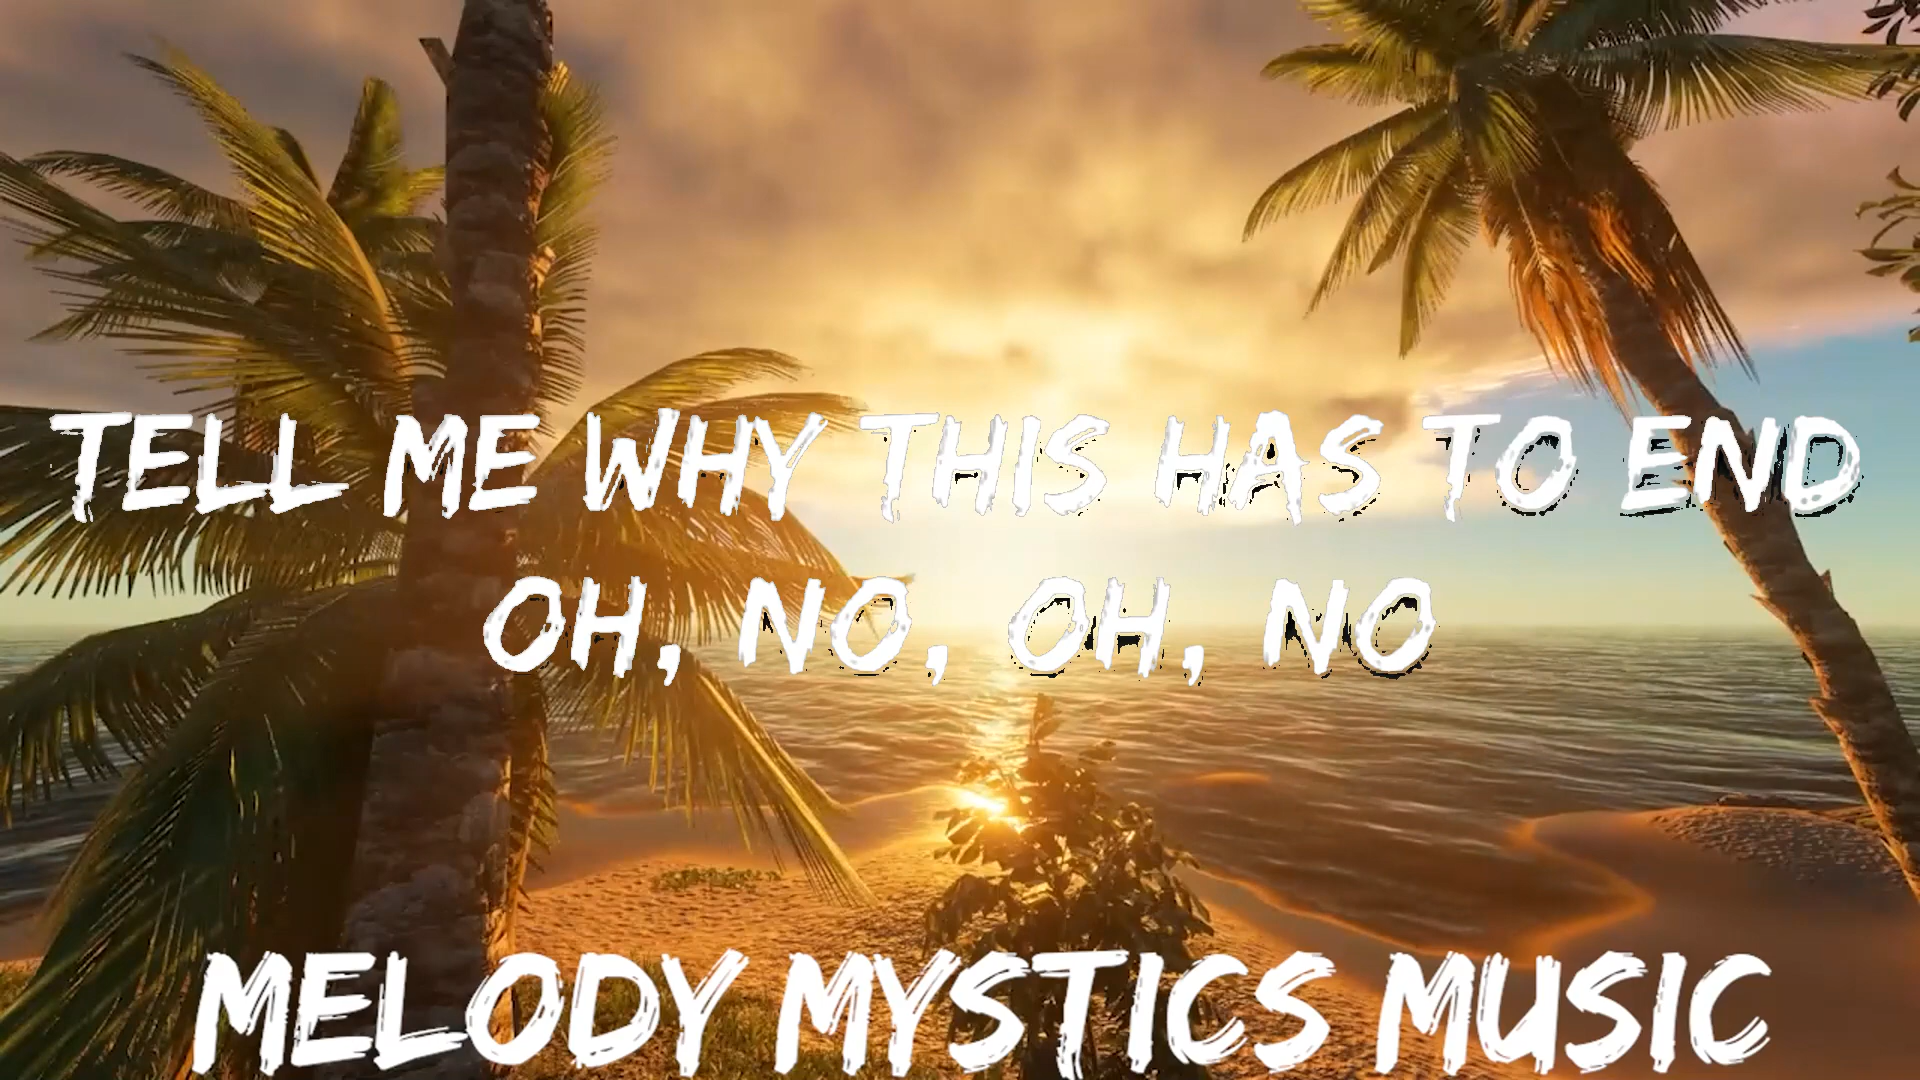 TELL ME WHY THIS HAS TO END
OH, NO, OH, NO
MELODY MYSTICS MUSIC